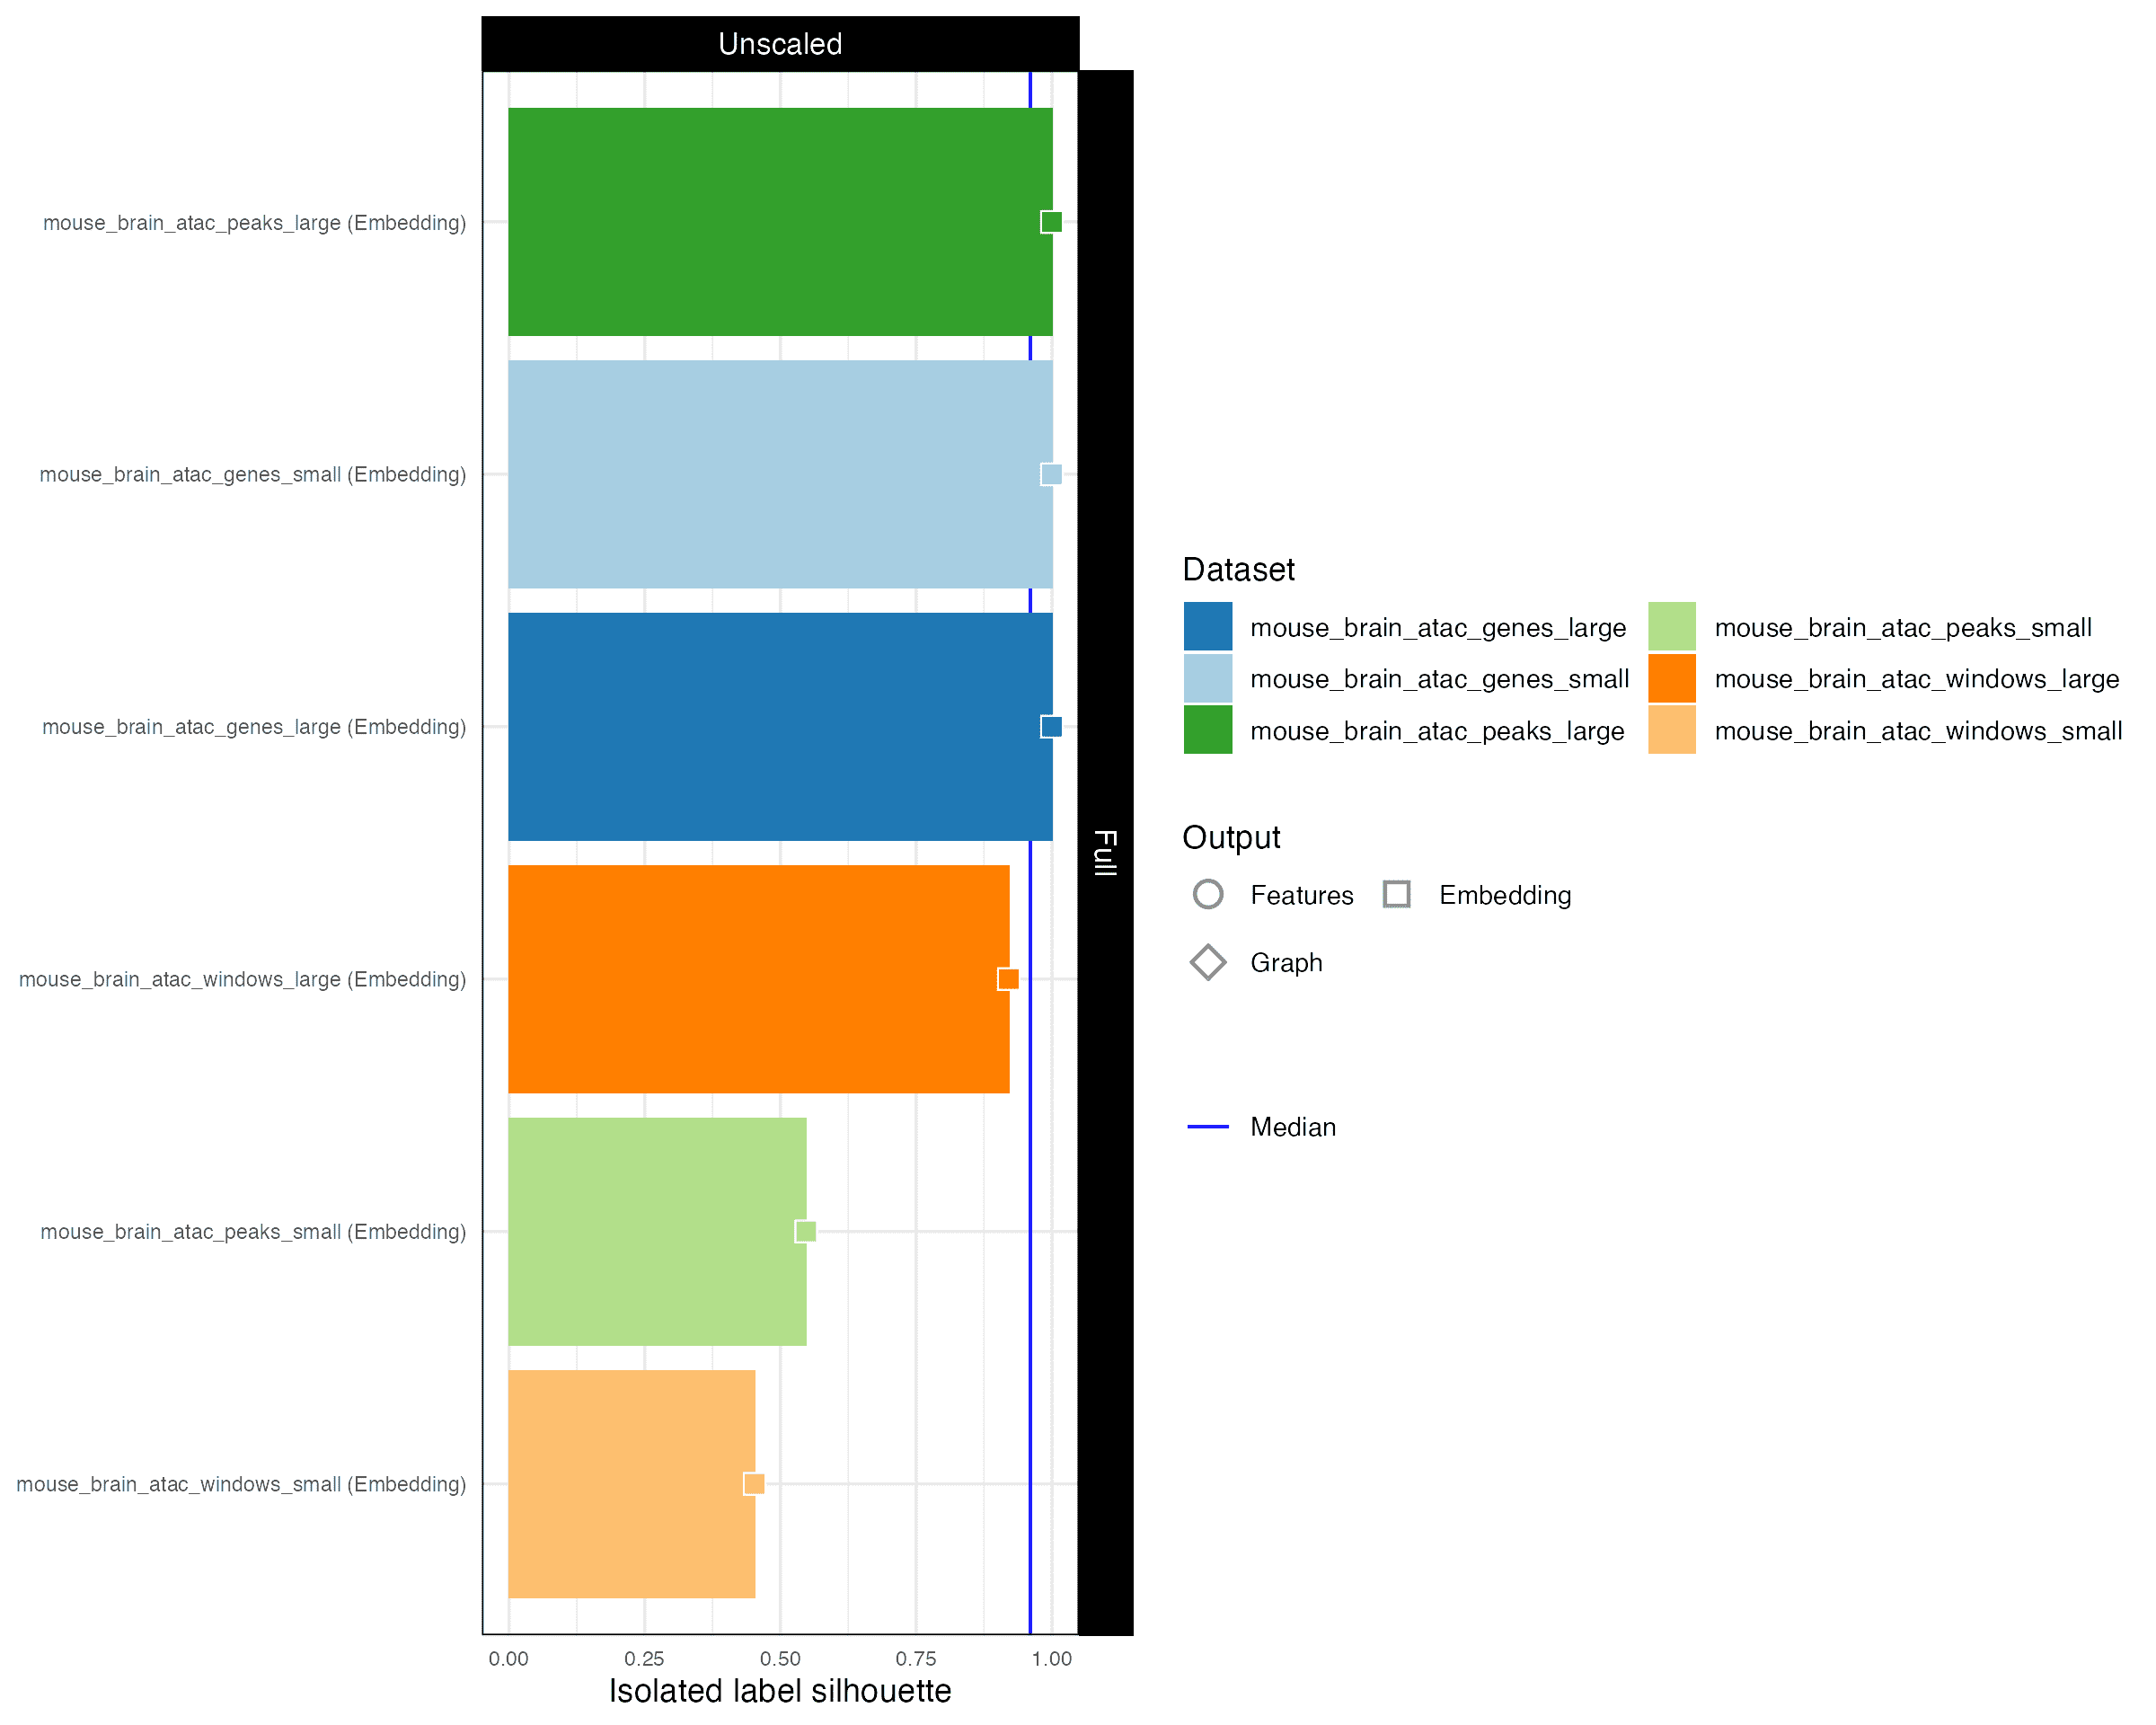 Unscaled
Full
mouse_brain_atac_peaks_large (Embedding)
mouse_brain_atac_genes_small (Embedding)
mouse_brain_atac_genes_large (Embedding)
mouse_brain_atac_windows_large (Embedding)
mouse_brain_atac_peaks_small (Embedding)
mouse_brain_atac_windows_small (Embedding)
0.00 0.25 0.50 0.75 1.00
Isolated label silhouette
Dataset
mouse_brain_atac_genes_large mouse_brain_atac_peaks_small
mouse_brain_atac_genes_small mouse_brain_atac_windows_large
mouse_brain_atac_peaks_large mouse_brain_atac_windows_small
Output
Features Embedding
Graph
Median